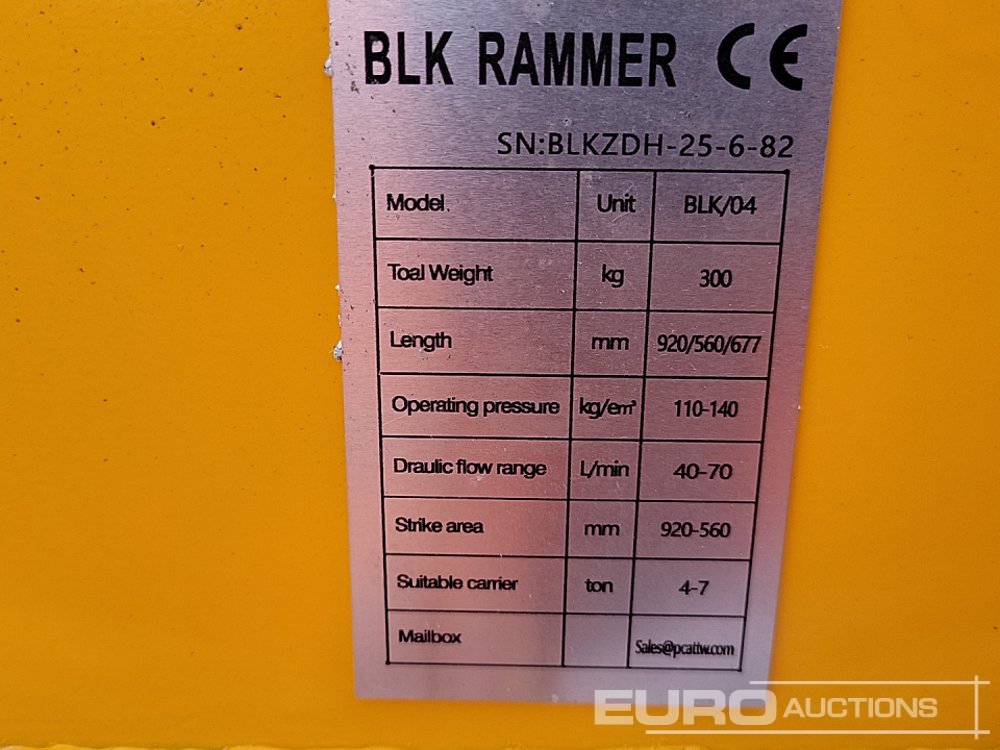 BLK RAMMER CE
SN:BLKZDH-25-6-82
Model Unit BLK/04
Toal Weight kg 300
Length mm 920/560/677
Operating pressure kg/em³ 110-140
Draulic flow range L/min 40-70
Strike area mm 920-560
Suitable carrier ton 4-7
Mailbox Sales@pcattw.com
EURO AUCTIONS